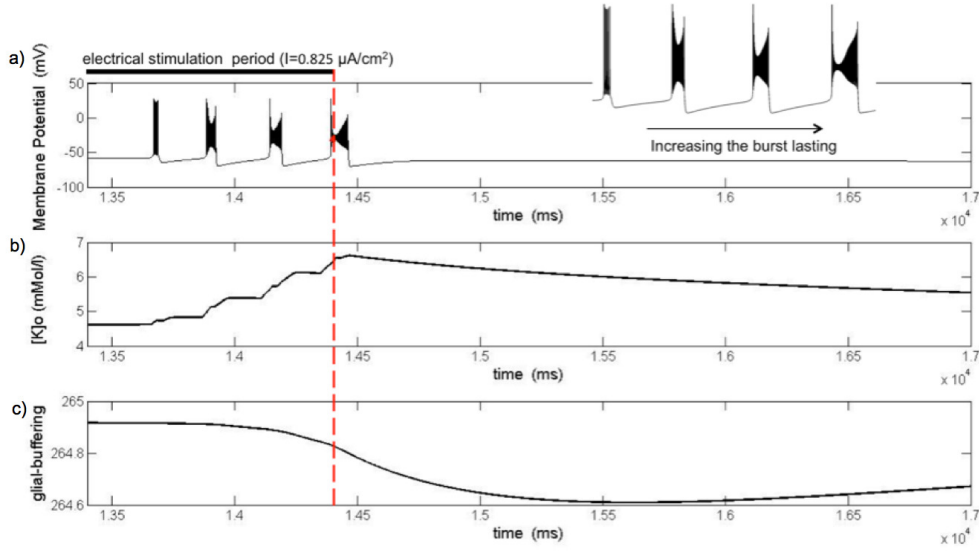 a)
electrical stimulation period (I=0.825 µA/cm²)
Membrane Potential (mV)
50
0
-50
-100
1.35
1.4
1.45
1.5
1.55
1.6
1.65
1.7
time (ms)
x 10⁴
Increasing the burst lasting
b)
[K]o (mMol/l)
7
6
5
4
1.35
1.4
1.45
1.5
1.55
1.6
1.65
1.7
time (ms)
x 10⁴
c)
glial-buffering
265
264.8
264.6
1.35
1.4
1.45
1.5
1.55
1.6
1.65
1.7
time (ms)
x 10⁴